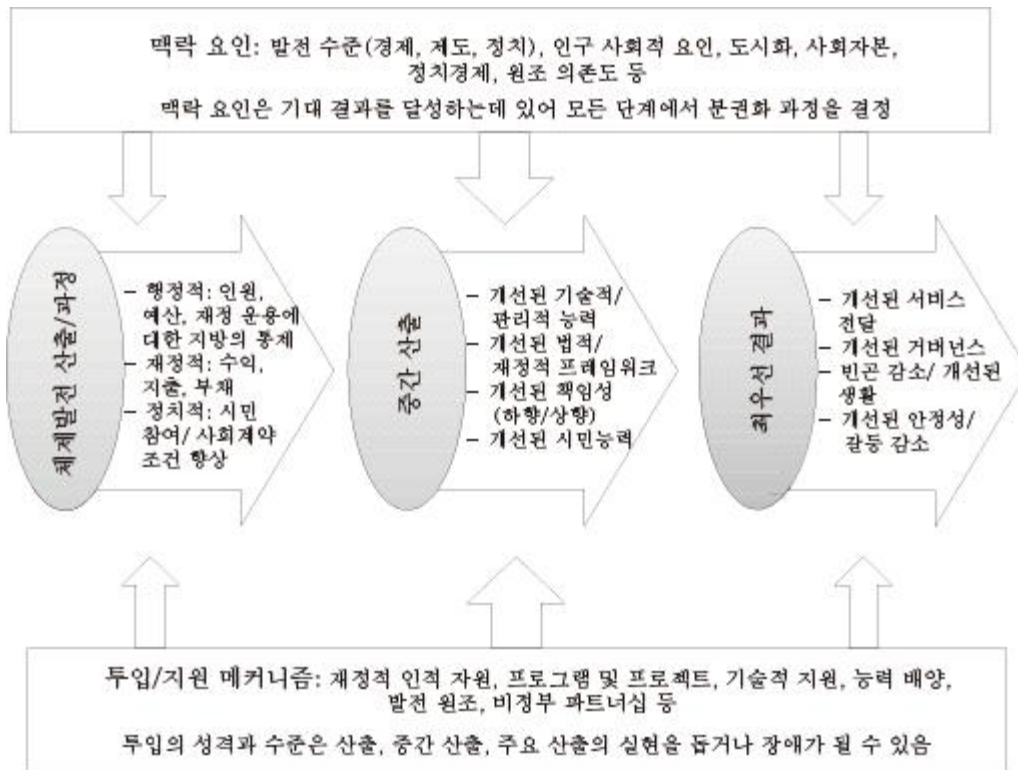 맥락 요인: 발전 수준(경제, 제도, 정치), 인구 사회적 요인, 도시화, 사회자본,
정치경제, 원조 의존도 등
맥락 요인은 기대 결과를 달성하는데 있어 모든 단계에서 분권화 과정을 결정
체제발전 산출/과정
– 행정적: 인원,
예산, 재정 운용에
대한 지방의 통제
– 재정적: 수익,
지출, 부채
– 정치적: 시민
참여/ 사회계약
조건 향상
중간 산출
– 개선된 기술적/
관리적 능력
– 개선된 법적/
재정적 프레임워크
– 개선된 책임성
(하향/상향)
– 개선된 시민능력
최우선 결과
– 개선된 서비스
전달
– 개선된 거버넌스
– 빈곤 감소/ 개선된
생활
– 개선된 안정성/
갈등 감소
투입/지원 메커니즘: 재정적 인적 자원, 프로그램 및 프로젝트, 기술적 지원, 능력 배양,
발전 원조, 비정부 파트너십 등
투입의 성격과 수준은 산출, 중간 산출, 주요 산출의 실현을 돕거나 장애가 될 수 있음